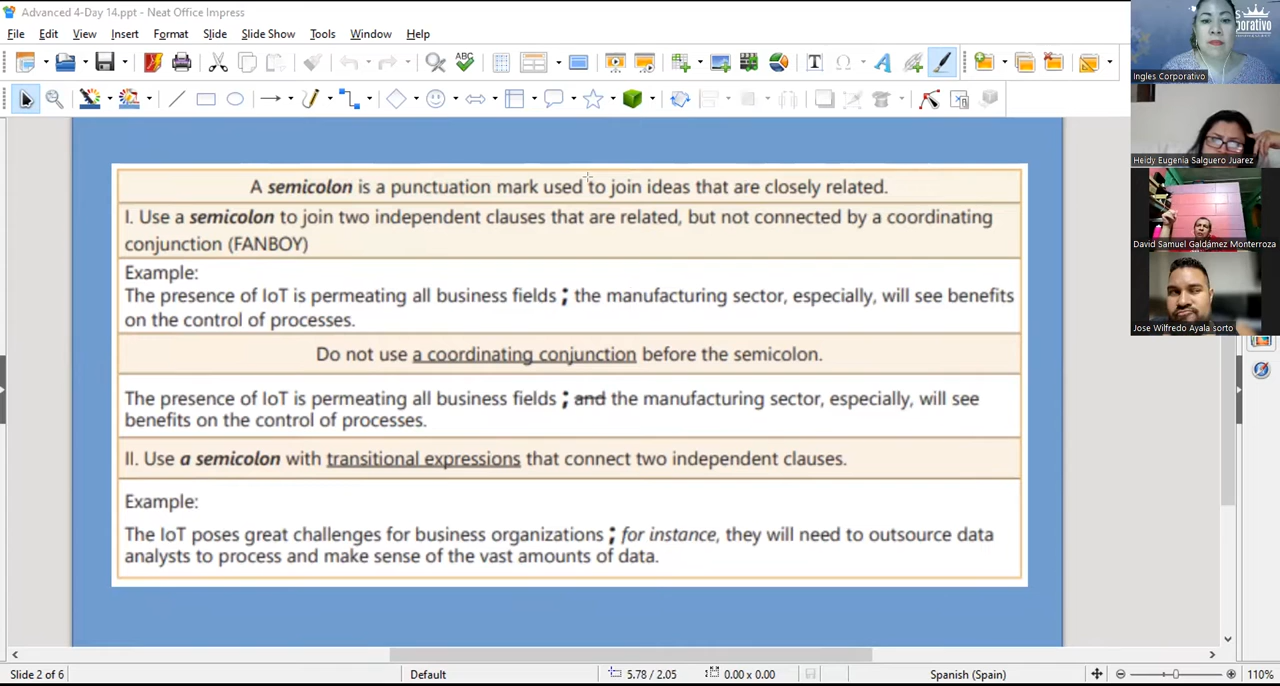 Advanced 4-Day 14.ppt - Neat Office Impress
File Edit View Insert Format Slide Slide Show Tools Window Help
A semicolon is a punctuation mark used to join ideas that are closely related.
I. Use a semicolon to join two independent clauses that are related, but not connected by a coordinating
conjunction (FANBOY)
Example:
The presence of IoT is permeating all business fields ; the manufacturing sector, especially, will see benefits
on the control of processes.
Do not use a coordinating conjunction before the semicolon.
The presence of IoT is permeating all business fields ; and the manufacturing sector, especially, will see
benefits on the control of processes.
II. Use a semicolon with transitional expressions that connect two independent clauses.
Example:
The IoT poses great challenges for business organizations ; for instance, they will need to outsource data
analysts to process and make sense of the vast amounts of data.
Slide 2 of 6 Default 5.78 / 2.05 0.00 x 0.00 Spanish (Spain) 110%
Ingles Corporativo
Heidy Eugenia Salguero Juarez
David Samuel Galdámez Monterroza
Jose Wilfredo Ayala sorto